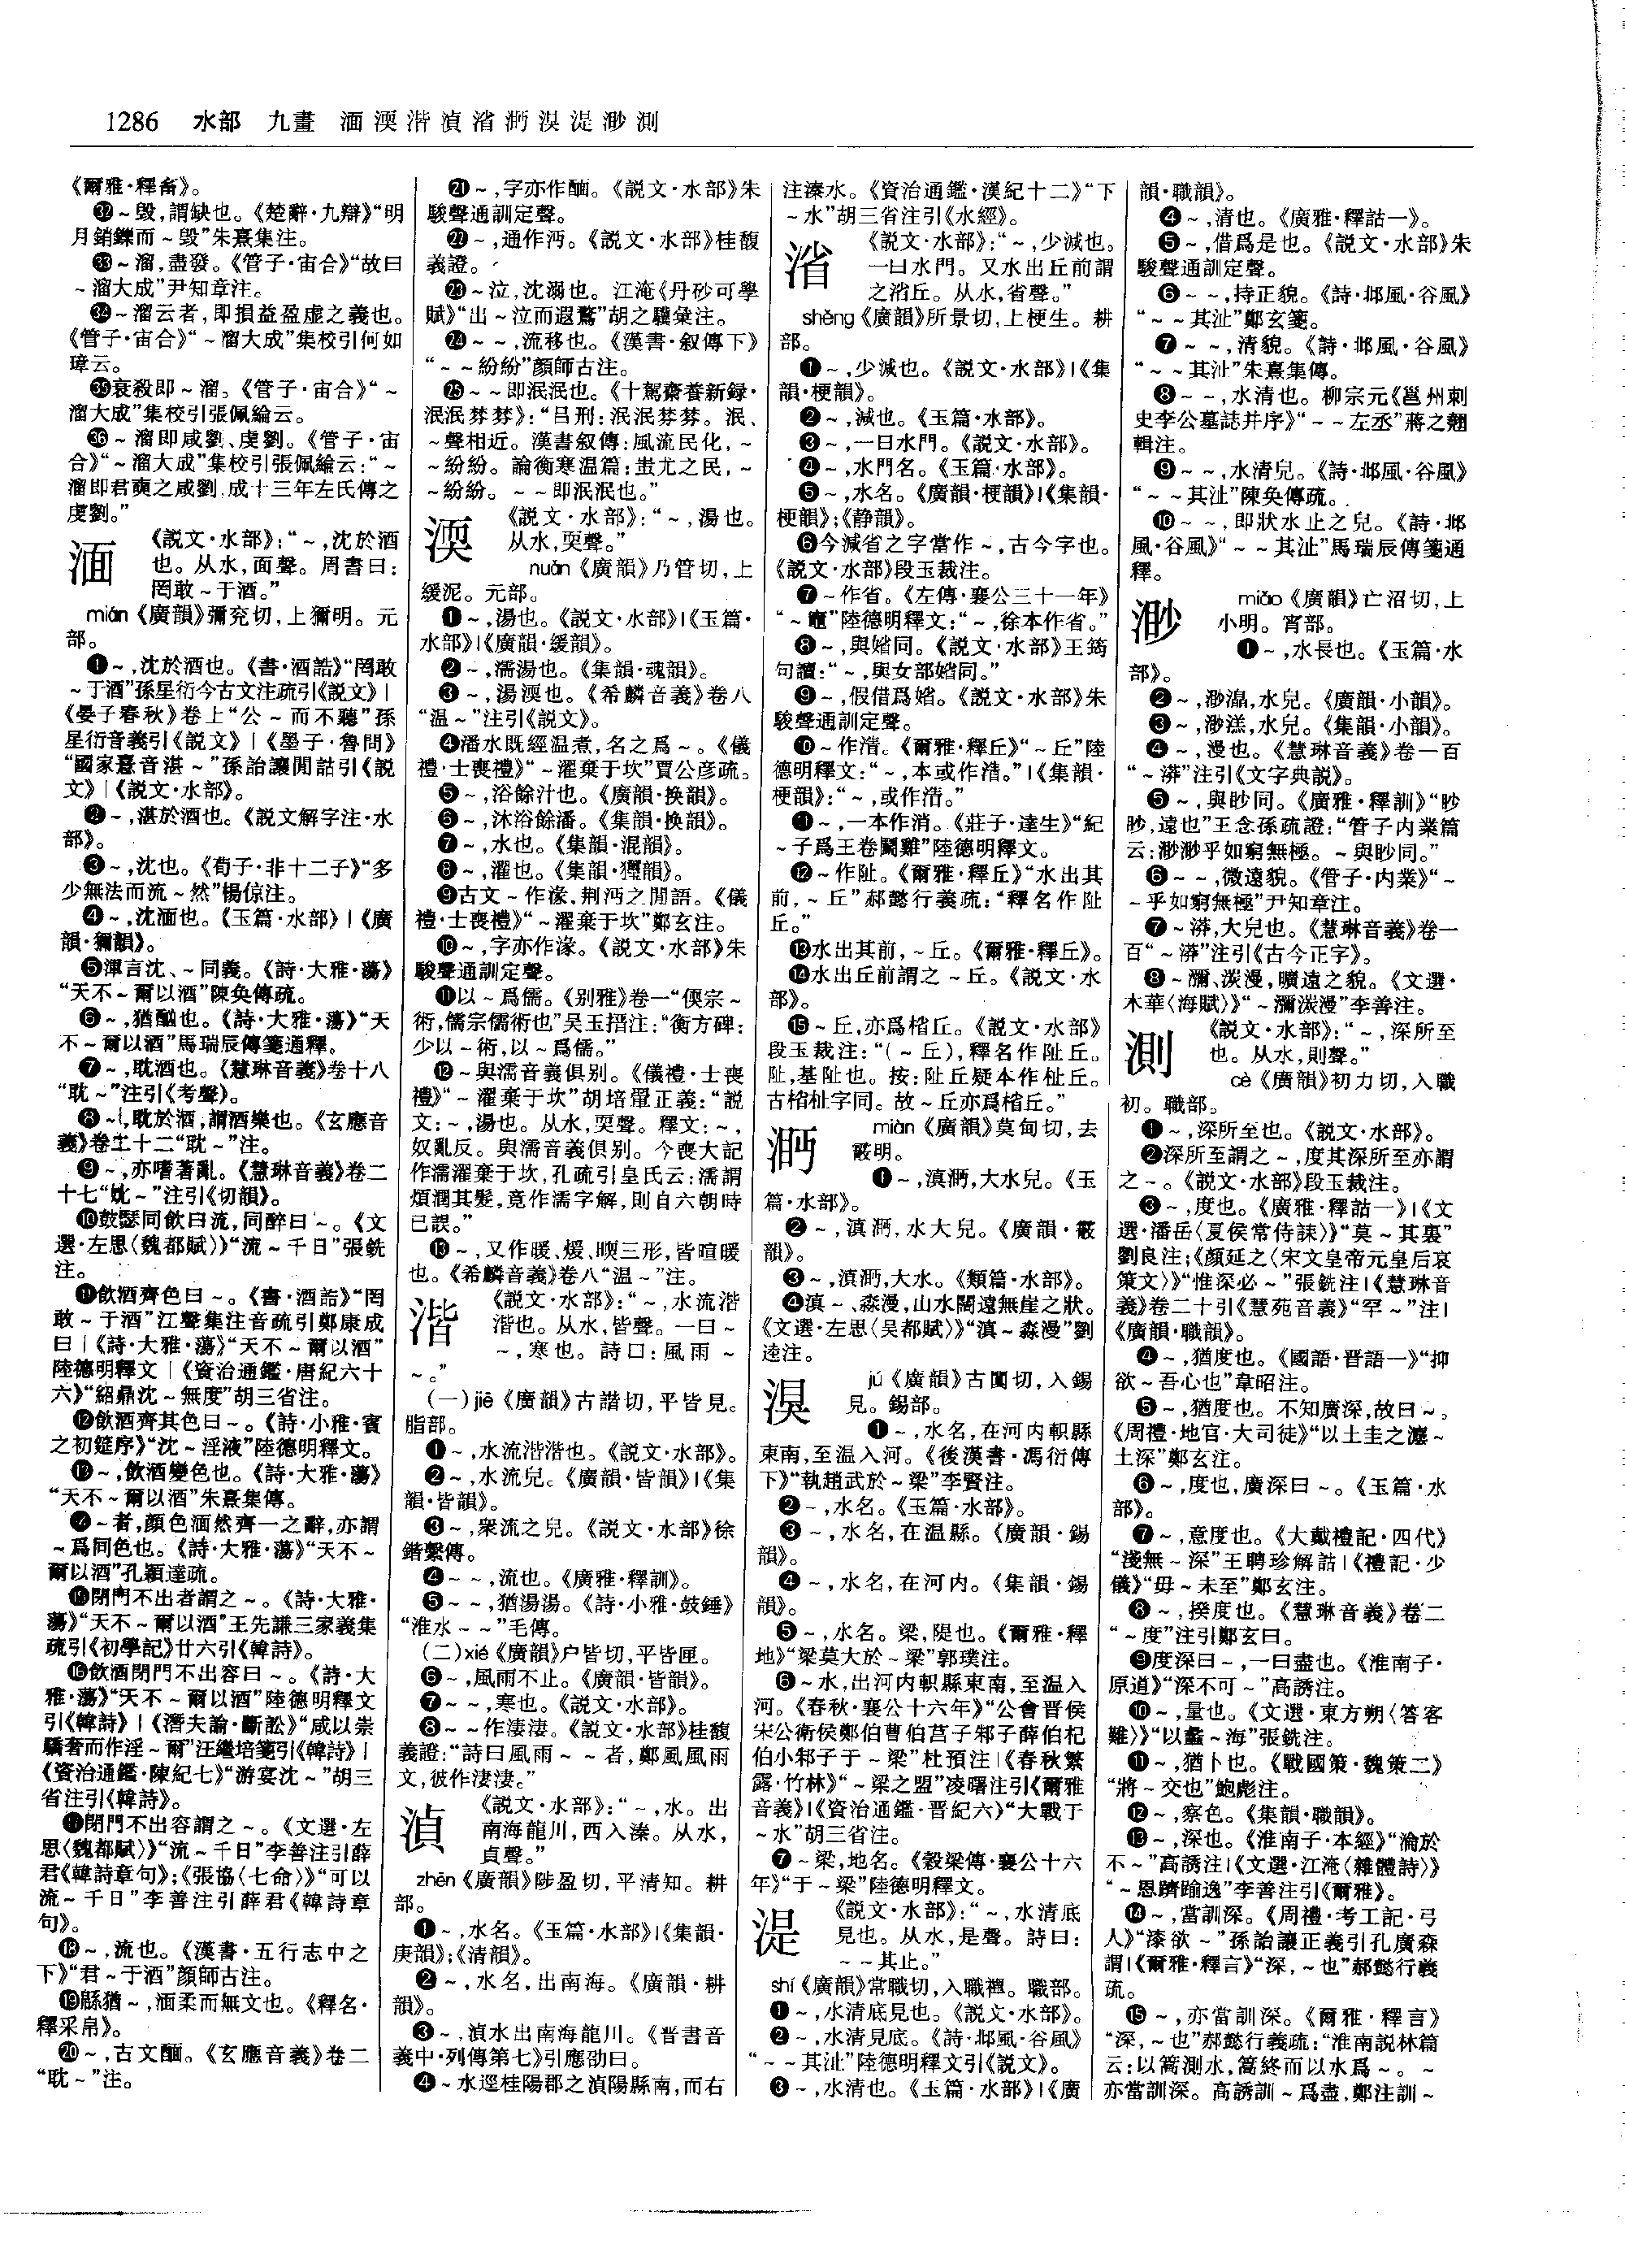 1286 水部 九畫 湎渜湝湞渻㴐湨湜渺測
《爾雅·釋畜》。
㉜～毀,謂缺也。《楚辭·九辯》“明
月銷鑠而～毀”朱熹集注。
㉝～溜,盡發。《管子·宙合》“故曰
～溜大成”尹知章注。
㉞～溜云者,即損益盈虛之義也。
《管子·宙合》“～溜大成”集校引何如
璋云。
㉟衰殺即～溜。《管子·宙合》“～
溜大成”集校引張佩綸云。
㊱～溜即咸劉、虔劉。《管子·宙
合》“～溜大成”集校引張佩綸云:“～
溜即君奭之咸劉,成十三年左氏傳之
虔劉。”
湎 《説文·水部》:“～,沈於酒
也。从水,面聲。周書曰:
罔敢～于酒。”
miǎn《廣韻》彌兖切,上獮明。元
部。
❶～,沈於酒也。《書·酒誥》“罔敢
～于酒”孫星衍今古文注疏引《説文》|
《晏子春秋》卷上“公～而不聽”孫
星衍音義引《説文》|《墨子·魯問》
“國家憙音湛～”孫詒讓閒詁引《説
文》|《説文·水部》。
❷～,湛於酒也。《説文解字注·水
部》。
❸～,沈也。《荀子·非十二子》“多
少無法而流～然”楊倞注。
❹～,沈湎也。《玉篇·水部》|《廣
韻·獮韻》。
❺渾言沈、～同義。《詩·大雅·蕩》
“天不～爾以酒”陳奂傳疏。
❻～,猶酗也。《詩·大雅·蕩》“天
不～爾以酒”馬瑞辰傳箋通釋。
❼～,耽酒也。《慧琳音義》卷十八
“耽～”注引《考聲》。
❽～,耽於酒,謂酒樂也。《玄應音
義》卷二十二“耽～”注。
❾～,亦嗜著亂。《慧琳音義》卷二
十七“妉～”注引《切韻》。
❿鼓瑟同飲曰流,同醉曰～。《文
選·左思〈魏都賦〉》“流～千日”張銑
注。
⓫飲酒齊色曰～。《書·酒誥》“罔
敢～于酒”江聲集注音疏引鄭康成
曰|《詩·大雅·蕩》“天不～爾以酒”
陸德明釋文|《資治通鑑·唐紀六十
六》“紹鼎沈～無度”胡三省注。
⓬飲酒齊其色曰～。《詩·小雅·賓
之初筵序》“沈～淫液”陸德明釋文。
⓭～,飲酒變色也。《詩·大雅·蕩》
“天不～爾以酒”朱熹集傳。
⓮～者,顔色湎然齊一之辭,亦謂
～爲同色也。《詩·大雅·蕩》“天不～
爾以酒”孔穎達疏。
⓯閉門不出者謂之～。《詩·大雅·
蕩》“天不～爾以酒”王先謙三家義集
疏引《初學記》廿六引《韓詩》。
⓰飲酒閉門不出容曰～。《詩·大
雅·蕩》“天不～爾以酒”陸德明釋文
引《韓詩》|《潛夫論·斷訟》“咸以崇
驕奢而作淫～爾”汪繼培箋引《韓詩》|
《資治通鑑·陳紀七》“游宴沈～”胡三
省注引《韓詩》。
⓱閉門不出容謂之～。《文選·左
思〈魏都賦〉》“流～千日”李善注引薛
君《韓詩章句》;《張協〈七命〉》“可以
流～千日”李善注引薛君《韓詩章
句》。
⓲～,流也。《漢書·五行志中之
下》“君～于酒”顔師古注。
⓳緜猶～,湎柔而無文也。《釋名·
釋采帛》。
⓴～,古文酾。《玄應音義》卷二
“耽～”注。
㉑～,字亦作酾。《説文·水部》朱
駿聲通訓定聲。
㉒～,通作沔。《説文·水部》桂馥
義證。
㉓～泣,沈溺也。江淹《丹砂可學
賦》“出～泣而遐騖”胡之驥彙注。
㉔～～,流移也。《漢書·叙傳下》
“～～紛紛”顔師古注。
㉕～～即泯泯也。《十駕齋養新録·
泯泯棼棼》:“吕刑:泯泯棼棼。泯、
～聲相近。漢書叙傳:風流民化,～
～紛紛。論衡寒温篇:蚩尤之民,～
～紛紛。～～即泯泯也。”
渜 《説文·水部》:“～,湯也。
从水,耎聲。”
nuǎn《廣韻》乃管切,上
緩泥。元部。
❶～,湯也。《説文·水部》|《玉篇·
水部》|《廣韻·緩韻》。
❷～,濡湯也。《集韻·魂韻》。
❸～,湯渜也。《希麟音義》卷八
“温～”注引《説文》。
❹潘水既經温煮,名之爲～。《儀
禮·士喪禮》“～濯棄于坎”賈公彦疏。
❺～,浴餘汁也。《廣韻·换韻》。
❻～,沐浴餘潘。《集韻·换韻》。
❼～,水也。《集韻·混韻》。
❽～,濯也。《集韻·玃韻》。
❾古文～作湪,荆沔之閒語。《儀
禮·士喪禮》“～濯棄于坎”鄭玄注。
❿～,字亦作湪。《説文·水部》朱
駿聲通訓定聲。
⓫以～爲儒。《别雅》卷一“偄宗～
術,儒宗儒術也”吴玉搢注:“衡方碑:
少以～術,以～爲儒。”
⓬～與濡音義俱别。《儀禮·士喪
禮》“～濯棄于坎”胡培翬正義:“説
文:～,湯也。从水,耎聲。釋文:～,
奴亂反。與濡音義俱别。今喪大記
作濡濯棄于坎,孔疏引皇氏云:濡謂
煩潤其髮,竟作濡字解,則自六朝時
已誤。”
⓭～,又作暖、煖、㬉三形,皆暄暖
也。《希麟音義》卷八“温～”注。
湝 《説文·水部》:“～,水流湝
湝也。从水,皆聲。一曰～
～,寒也。詩曰:風雨～
～。”
(一)jiē《廣韻》古諧切,平皆見。
脂部。
❶～,水流湝湝也。《説文·水部》。
❷～,水流皃。《廣韻·皆韻》|《集
韻·皆韻》。
❸～,衆流之皃。《説文·水部》徐
鍇繫傳。
❹～～,流也。《廣雅·釋訓》。
❺～～,猶湯湯。《詩·小雅·鼓鍾》
“淮水～～”毛傳。
(二)xié《廣韻》户皆切,平皆匣。
❻～,風雨不止。《廣韻·皆韻》。
❼～～,寒也。《説文·水部》。
❽～～作淒淒。《説文·水部》桂馥
義證:“詩曰風雨～～者,鄭風風雨
文,彼作淒淒。”
湞 《説文·水部》:“～,水。出
南海龍川,西入溱。从水,
貞聲。”
zhēn《廣韻》陟盈切,平清知。耕
部。
❶～,水名。《玉篇·水部》|《集韻·
庚韻》;《清韻》。
❷～,水名,出南海。《廣韻·耕
韻》。
❸～,湞水出南海龍川。《晋書音
義中·列傳第七》引應劭曰。
❹～水逕桂陽郡之湞陽縣南,而右
注溱水。《資治通鑑·漢紀十二》“下
～水”胡三省注引《水經》。
渻 《説文·水部》:“～,少減也。
一曰水門。又水出丘前謂
之渻丘。从水,省聲。”
shěng《廣韻》所景切,上梗生。耕
部。
❶～,少減也。《説文·水部》|《集
韻·梗韻》。
❷～,減也。《玉篇·水部》。
❸～,一曰水門。《説文·水部》。
❹～,水門名。《玉篇·水部》。
❺～,水名。《廣韻·梗韻》|《集韻·
梗韻》;《静韻》。
❻今減省之字當作～,古今字也。
《説文·水部》段玉裁注。
❼～作省。《左傳·襄公三十一年》
“～竈”陸德明釋文:“～,徐本作省。”
❽～,與媘同。《説文·水部》王筠
句讀:“～,與女部媘同。”
❾～,假借爲媘。《説文·水部》朱
駿聲通訓定聲。
❿～作潲。《爾雅·釋丘》“～丘”陸
德明釋文:“～,本或作潲。”|《集韻·
梗韻》:“～,或作潲。”
⓫～,一本作消。《莊子·達生》“紀
～子爲王卷鬭雞”陸德明釋文。
⓬～作阯。《爾雅·釋丘》“水出其
前,～丘”郝懿行義疏:“釋名作阯
丘。”
⓭水出其前,～丘。《爾雅·釋丘》。
⓮水出丘前謂之～丘。《説文·水
部》。
⓯～丘,亦爲楮丘。《説文·水部》
段玉裁注:“(～丘),釋名作阯丘。
阯,基阯也。按:阯丘疑本作杫丘。
古楮杫字同。故～丘亦爲楮丘。”
㴐 miàn《廣韻》莫甸切,去
霰明。
❶～,滇㴐,大水皃。《玉
篇·水部》。
❷～,滇㴐,水大皃。《廣韻·霰
韻》。
❸～,滇㴐,大水。《類篇·水部》。
❹滇～、淼漫,山水闊遠無崖之狀。
《文選·左思〈吴都賦〉》“滇～淼漫”劉
逵注。
湨 jú《廣韻》古闃切,入錫
見。錫部。
❶～,水名,在河内軹縣
東南,至温入河。《後漢書·馮衍傳
下》“執趙武於～梁”李賢注。
❷～,水名。《玉篇·水部》。
❸～,水名,在温縣。《廣韻·錫
韻》。
❹～,水名,在河内。《集韻·錫
韻》。
❺～,水名。梁,隄也。《爾雅·釋
地》“梁莫大於～梁”郭璞注。
❻～水,出河内軹縣東南,至温入
河。《春秋·襄公十六年》“公會晋侯
宋公衛侯鄭伯曹伯莒子邾子薛伯杞
伯小邾子于～梁”杜預注|《春秋繁
露·竹林》“～梁之盟”凌曙注引《爾雅
音義》|《資治通鑑·晋紀六》“大戰于
～水”胡三省注。
❼～梁,地名。《穀梁傳·襄公十六
年》“于～梁”陸德明釋文。
湜 《説文·水部》:“～,水清底
見也。从水,是聲。詩曰:
～～其止。”
shí《廣韻》常職切,入職禪。職部。
❶～,水清底見也。《説文·水部》。
❷～,水清見底。《詩·邶風·谷風》
“～～其沚”陸德明釋文引《説文》。
❸～,水清也。《玉篇·水部》|《廣
韻·職韻》。
❹～,清也。《廣雅·釋詁一》。
❺～,借爲是也。《説文·水部》朱
駿聲通訓定聲。
❻～～,持正貌。《詩·邶風·谷風》
“～～其沚”鄭玄箋。
❼～～,清貌。《詩·邶風·谷風》
“～～其沚”朱熹集傳。
❽～～,水清也。柳宗元《邕州刺
史李公墓誌并序》“～～左丞”蔣之翹
輯注。
❾～～,水清皃。《詩·邶風·谷風》
“～～其沚”陳奂傳疏。
❿～～,即狀水止之皃。《詩·邶
風·谷風》“～～其沚”馬瑞辰傳箋通
釋。
渺 miǎo《廣韻》亡沼切,上
小明。宵部。
❶～,水長也。《玉篇·水
部》。
❷～,渺㵿,水皃。《廣韻·小韻》。
❸～,渺溔,水皃。《集韻·小韻》。
❹～,漫也。《慧琳音義》卷一百
“～漭”注引《文字典説》。
❺～,與眇同。《廣雅·釋訓》“眇
眇,遠也”王念孫疏證:“管子内業篇
云:渺渺乎如窮無極。～與眇同。”
❻～～,微遠貌。《管子·内業》“～
～乎如窮無極”尹知章注。
❼～漭,大皃也。《慧琳音義》卷一
百“～漭”注引《古今正字》。
❽～瀰、湠漫,曠遠之貌。《文選·
木華〈海賦〉》“～瀰湠漫”李善注。
測 《説文·水部》:“～,深所至
也。从水,則聲。”
cè《廣韻》初力切,入職
初。職部。
❶～,深所至也。《説文·水部》。
❷深所至謂之～,度其深所至亦謂
之～。《説文·水部》段玉裁注。
❸～,度也。《廣雅·釋詁一》|《文
選·潘岳〈夏侯常侍誄〉》“莫～其裏”
劉良注;《顔延之〈宋文皇帝元皇后哀
策文〉》“惟深必～”張銑注|《慧琳音
義》卷二十引《慧苑音義》“罕～”注|
《廣韻·職韻》。
❹～,猶度也。《國語·晋語一》“抑
欲～吾心也”韋昭注。
❺～,猶度也。不知廣深,故曰～。
《周禮·地官·大司徒》“以土圭之灋～
土深”鄭玄注。
❻～,度也,廣深曰～。《玉篇·水
部》。
❼～,意度也。《大戴禮記·四代》
“淺無～深”王聘珍解詁|《禮記·少
儀》“毋～未至”鄭玄注。
❽～,揆度也。《慧琳音義》卷二
“～度”注引鄭玄曰。
❾度深曰～,一曰盡也。《淮南子·
原道》“深不可～”高誘注。
❿～,量也。《文選·東方朔〈答客
難〉》“以蠡～海”張銑注。
⓫～,猶卜也。《戰國策·魏策二》
“將～交也”鮑彪注。
⓬～,察色。《集韻·職韻》。
⓭～,深也。《淮南子·本經》“淪於
不～”高誘注|《文選·江淹〈雜體詩〉》
“～恩躋踰逸”李善注引《爾雅》。
⓮～,當訓深。《周禮·考工記·弓
人》“漆欲～”孫詒讓正義引孔廣森
謂|《爾雅·釋言》“深,～也”郝懿行義
疏。
⓯～,亦當訓深。《爾雅·釋言》
“深,～也”郝懿行義疏:“淮南説林篇
云:以篙測水,篙終而以水爲～。～
亦當訓深。高誘訓～爲盡,鄭注訓～